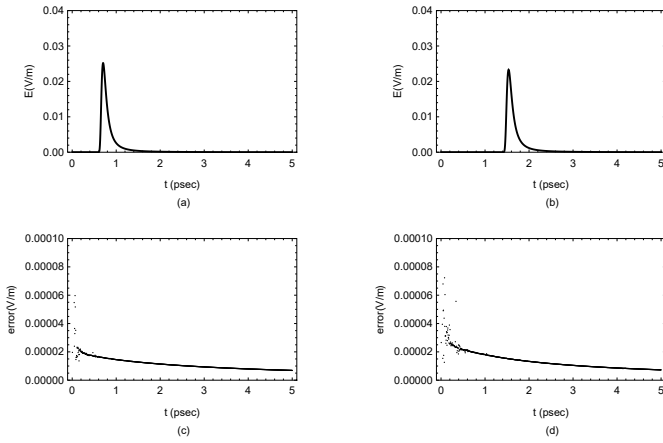 0.04
0.03
0.02
0.01
0.00
E(V/m)
0 1 2 3 4 5
t (psec)
(a)
0.04
0.03
0.02
0.01
0.00
E(V/m)
0 1 2 3 4 5
t (psec)
(b)
0.00010
0.00008
0.00006
0.00004
0.00002
0.00000
error(V/m)
0 1 2 3 4 5
t (psec)
(c)
0.00010
0.00008
0.00006
0.00004
0.00002
0.00000
error(V/m)
0 1 2 3 4 5
t (psec)
(d)